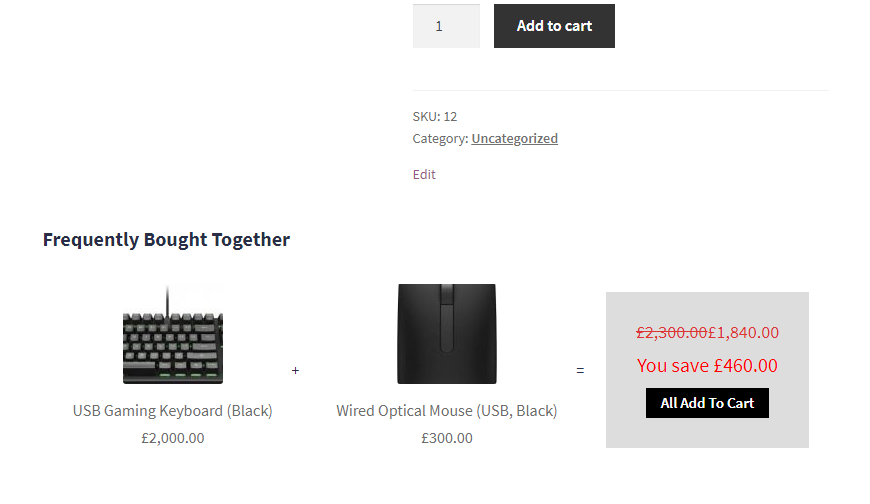 1
Add to cart
SKU: 12
Category: Uncategorized
Edit
Frequently Bought Together
+
=
USB Gaming Keyboard (Black)
£2,000.00
Wired Optical Mouse (USB, Black)
£300.00
£2,300.00£1,840.00
You save £460.00
All Add To Cart